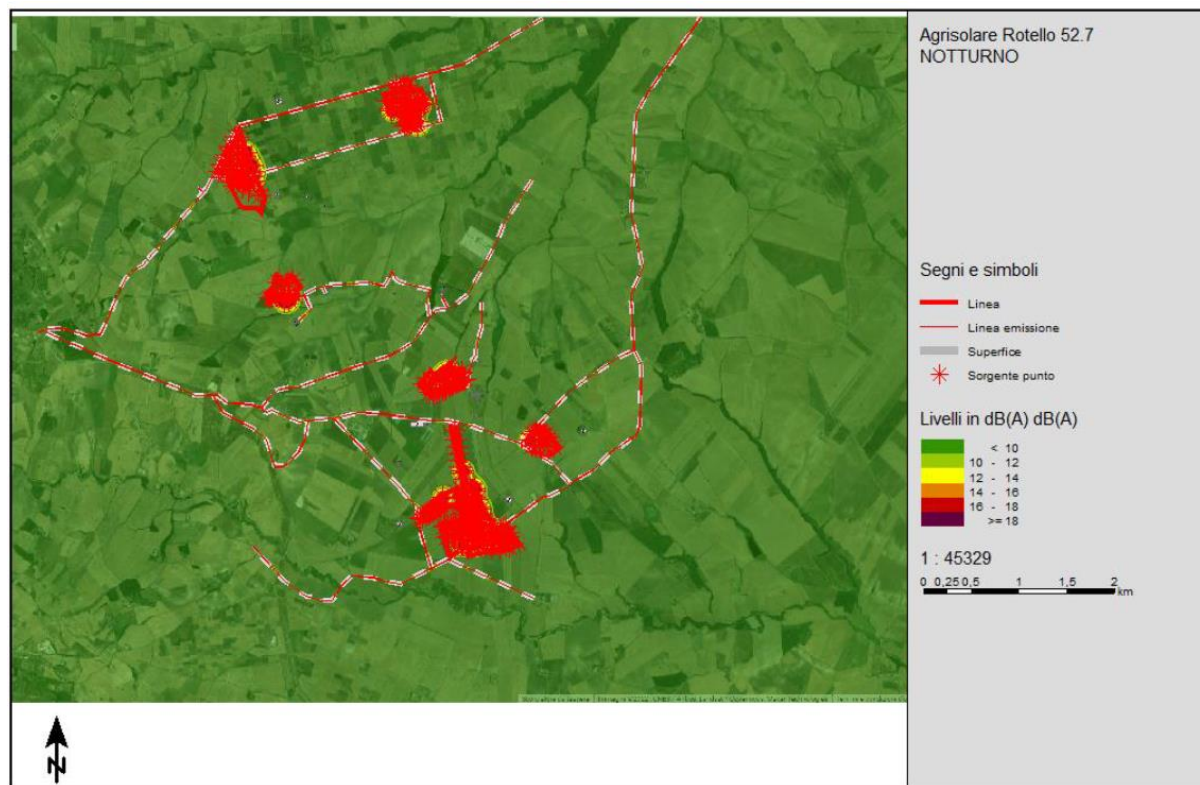 Agrisolare Rotello 52.7
NOTTURNO
Segni e simboli
Linea
Linea emissione
Superfice
Sorgente punto
Livelli in dB(A) dB(A)
< 10
10 - 12
12 - 14
14 - 16
16 - 18
>= 18
1 : 45329
0 0,25 0,5 1 1,5 2
km
N